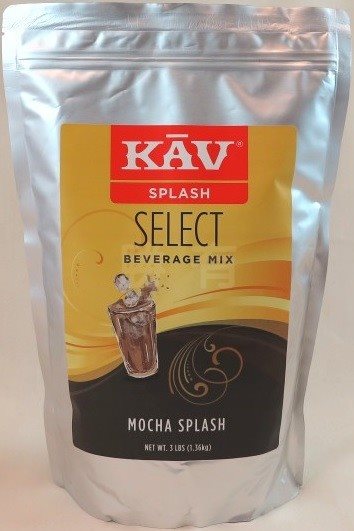 KĀV®
SPLASH
SELECT
BEVERAGE MIX
MOCHA SPLASH
NET WT. 3 LBS (1.36kg)